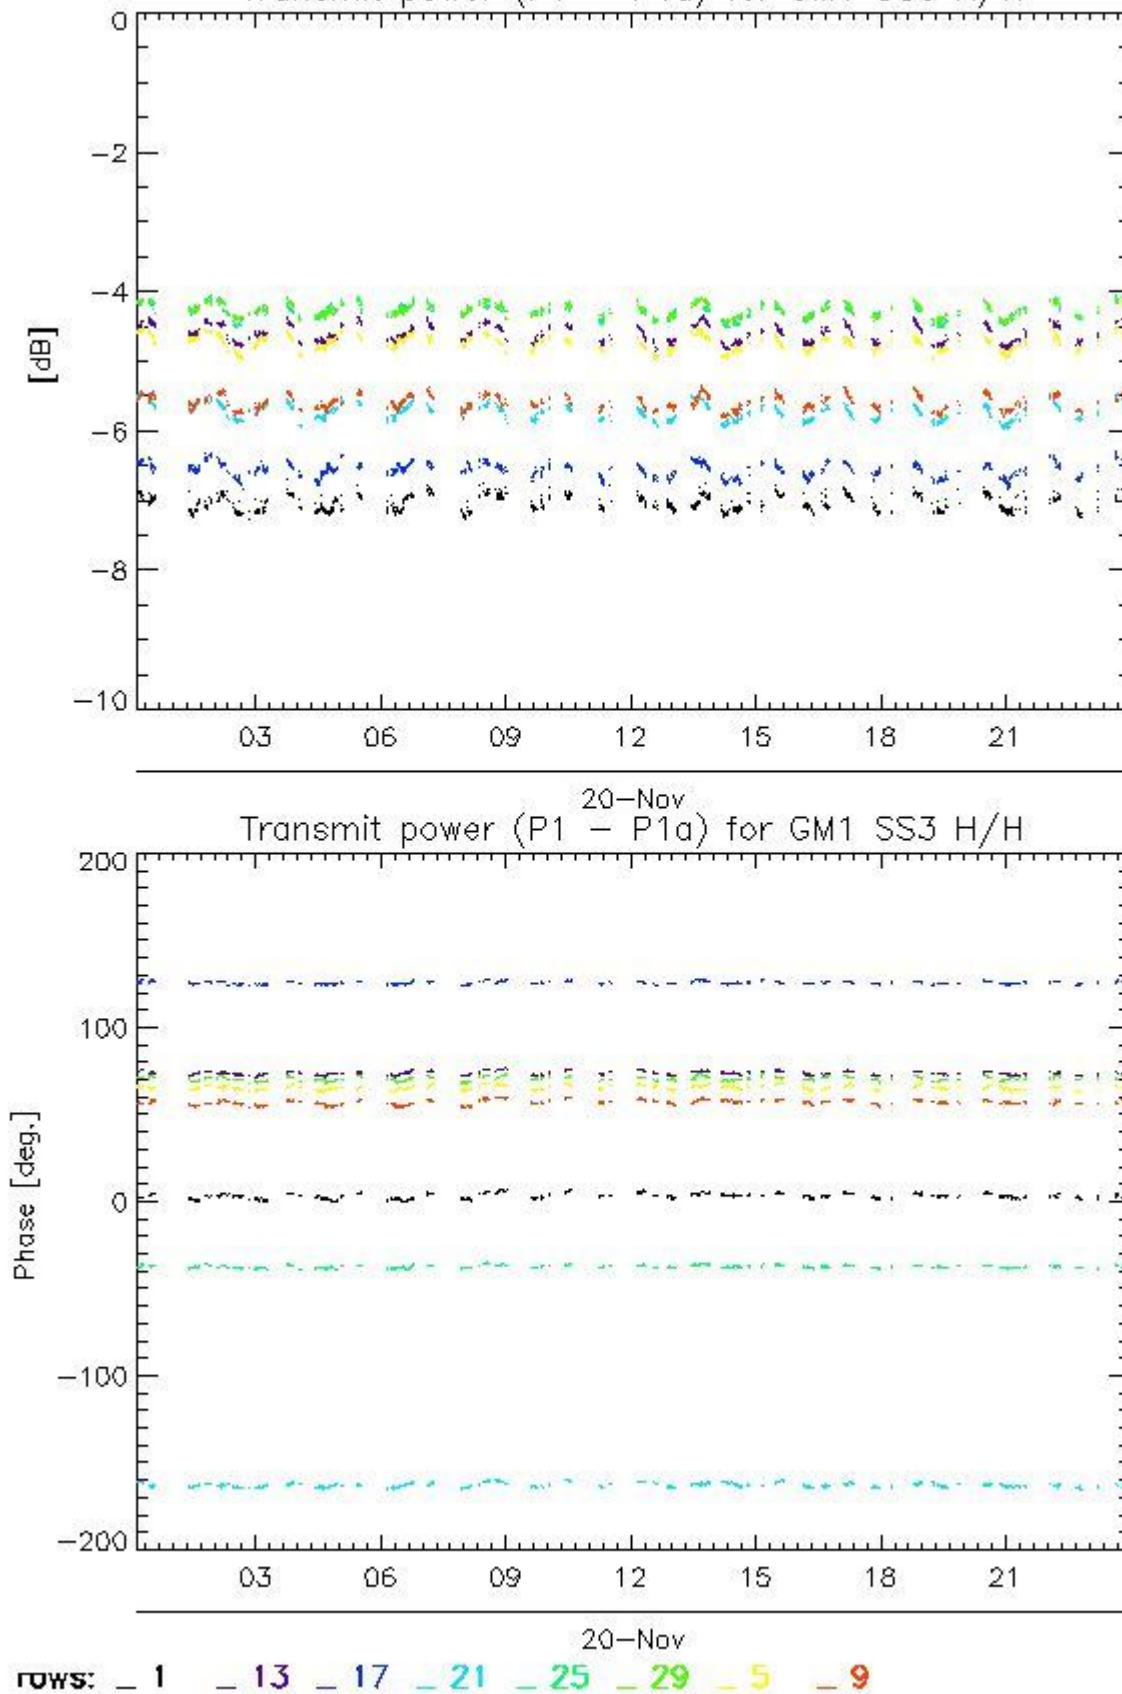 0
−2
−4
[dB]
−6
−8
−10
03 06 09 12 15 18 21
20−Nov
Transmit power (P1 − P1a) for GM1 SS3 H/H
200
100
Phase [deg.]
0
−100
−200
03 06 09 12 15 18 21
20−Nov
rows: _ 1 _ 13 _ 17 _ 21 _ 25 _ 29 _ 5 _ 9